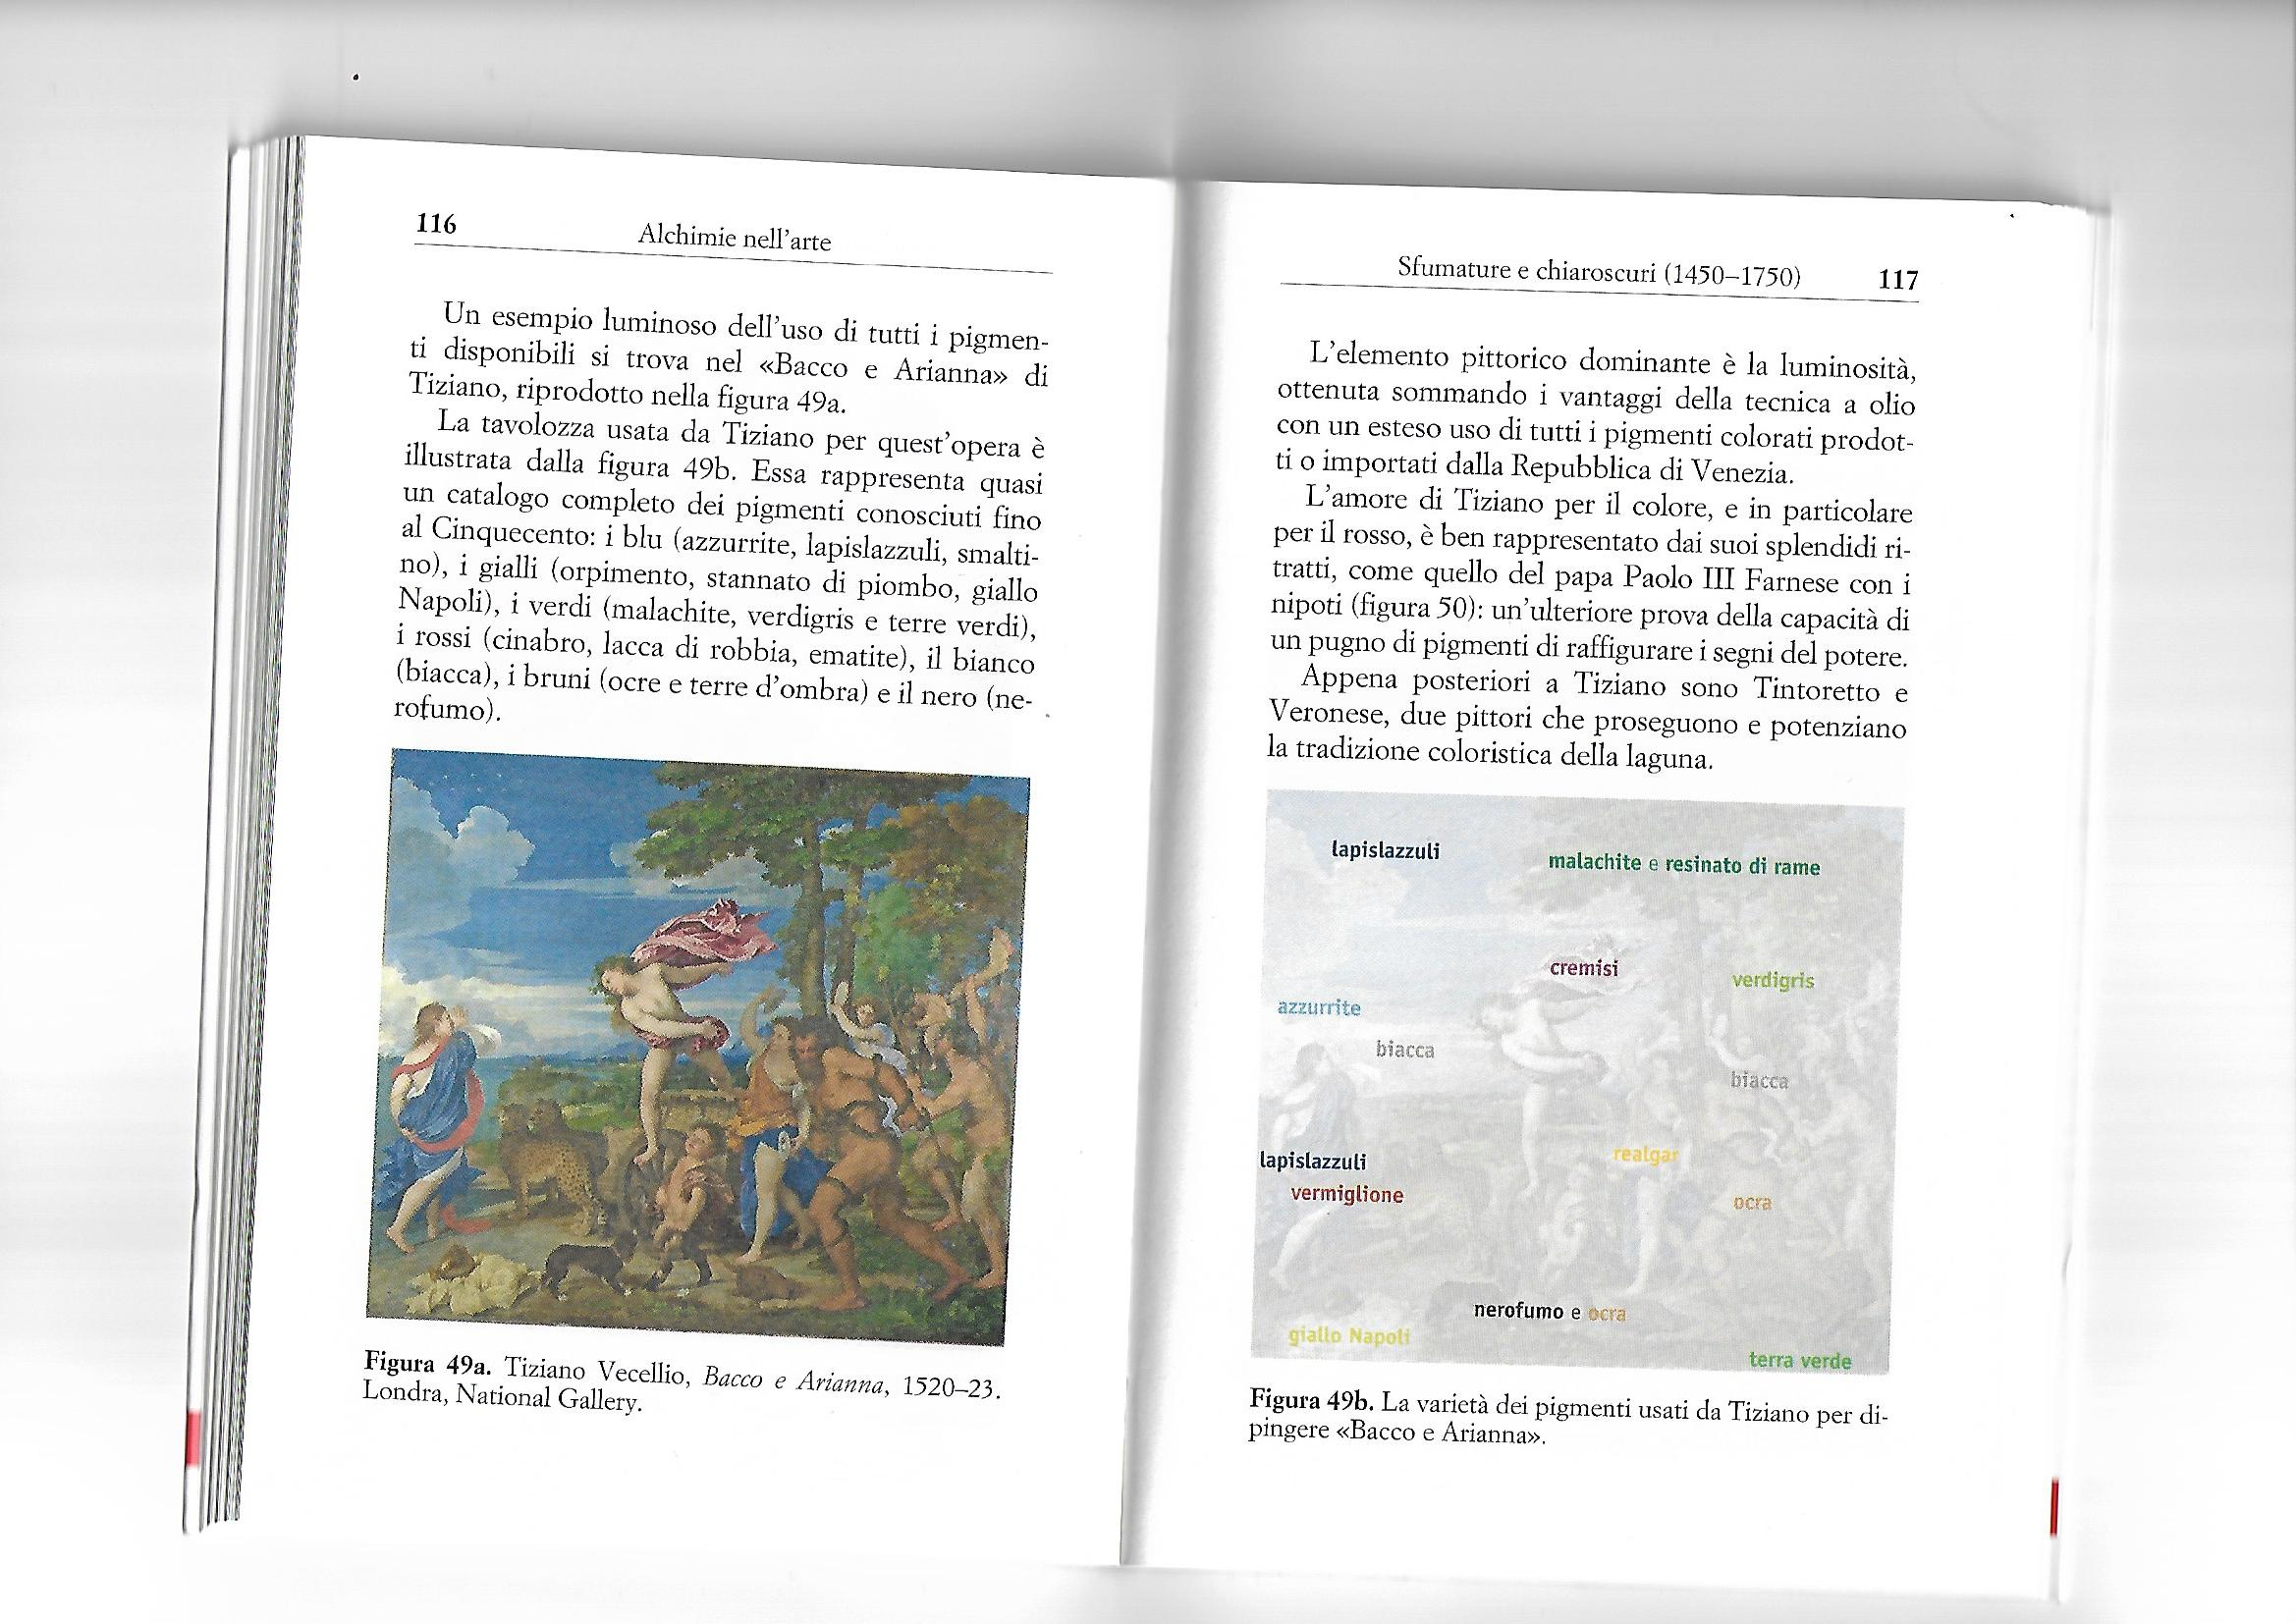 116
Alchimie nell'arte
Un esempio luminoso dell'uso di tutti i pigmen-
ti disponibili si trova nel «Bacco e Arianna» di
Tiziano, riprodotto nella figura 49a.
La tavolozza usata da Tiziano per quest'opera è
illustrata dalla figura 49b. Essa rappresenta quasi
un catalogo completo dei pigmenti conosciuti fino
al Cinquecento: i blu (azzurrite, lapislazzuli, smalti-
no), i gialli (orpimento, stannato di piombo, giallo
Napoli), i verdi (malachite, verdigris e terre verdi),
i rossi (cinabro, lacca di robbia, ematite), il bianco
(biacca), i bruni (ocre e terre d'ombra) e il nero (ne-
rofumo).
Figura 49a. Tiziano Vecellio, Bacco e Arianna, 1520–23.
Londra, National Gallery.
Sfumature e chiaroscuri (1450–1750)
117
L'elemento pittorico dominante è la luminosità,
ottenuta sommando i vantaggi della tecnica a olio
con un esteso uso di tutti i pigmenti colorati prodot-
ti o importati dalla Repubblica di Venezia.
L'amore di Tiziano per il colore, e in particolare
per il rosso, è ben rappresentato dai suoi splendidi ri-
tratti, come quello del papa Paolo III Farnese con i
nipoti (figura 50): un'ulteriore prova della capacità di
un pugno di pigmenti di raffigurare i segni del potere.
Appena posteriori a Tiziano sono Tintoretto e
Veronese, due pittori che proseguono e potenziano
la tradizione coloristica della laguna.
lapislazzuli
malachite e resinato di rame
cremisi
verdigris
azzurrite
biacca
biacca
realgar
lapislazzuli
vermiglione
ocra
nerofumo e ocra
giallo Napoli
terra verde
Figura 49b. La varietà dei pigmenti usati da Tiziano per di-
pingere «Bacco e Arianna».